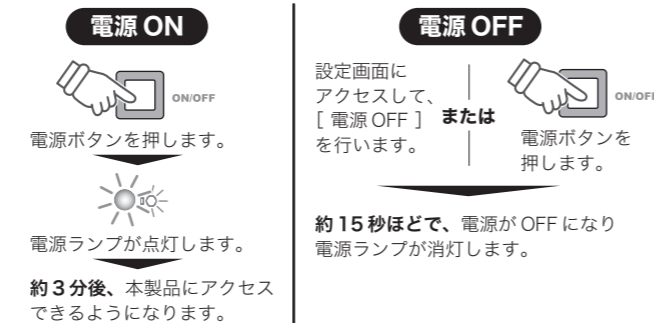 電源 ON
ON/OFF
電源ボタンを押します。
電源ランプが点灯します。
約3分後、本製品にアクセス
できるようになります。
電源 OFF
設定画面に
アクセスして、
[ 電源 OFF ]
を行います。
または
ON/OFF
電源ボタンを
押します。
約15秒ほどで、電源が OFF になり
電源ランプが消灯します。